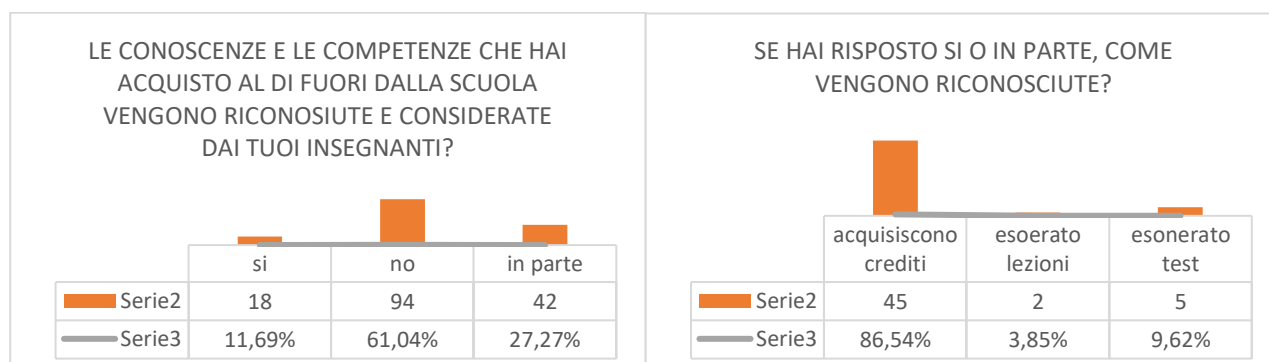 LE CONOSCENZE E LE COMPETENZE CHE HAI
ACQUISTO AL DI FUORI DALLA SCUOLA
VENGONO RICONOSIUTE E CONSIDERATE
DAI TUOI INSEGNANTI?
si no in parte
Serie2 18 94 42
Serie3 11,69% 61,04% 27,27%
SE HAI RISPOSTO SI O IN PARTE, COME
VENGONO RICONOSCIUTE?
acquisiscono esoerato esonerato
crediti lezioni test
Serie2 45 2 5
Serie3 86,54% 3,85% 9,62%